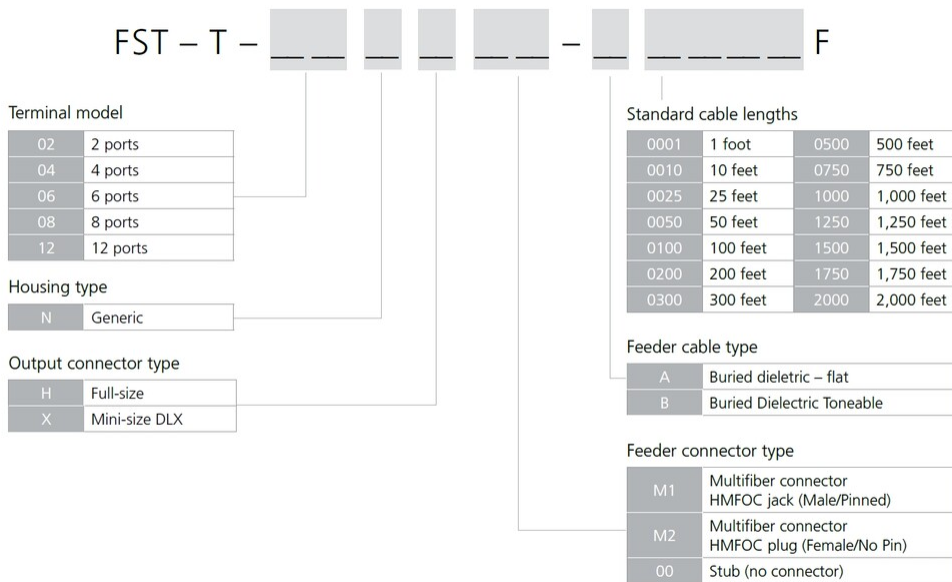 FST – T – __ __ __ __ __ __ – __ __ __ __ __ F
Terminal model
02 2 ports
04 4 ports
06 6 ports
08 8 ports
12 12 ports
Housing type
N Generic
Output connector type
H Full-size
X Mini-size DLX
Standard cable lengths
0001 1 foot 0500 500 feet
0010 10 feet 0750 750 feet
0025 25 feet 1000 1,000 feet
0050 50 feet 1250 1,250 feet
0100 100 feet 1500 1,500 feet
0200 200 feet 1750 1,750 feet
0300 300 feet 2000 2,000 feet
Feeder cable type
A Buried dieletric – flat
B Buried Dielectric Toneable
Feeder connector type
M1 Multifiber connector
HMFOC jack (Male/Pinned)
M2 Multifiber connector
HMFOC plug (Female/No Pin)
00 Stub (no connector)